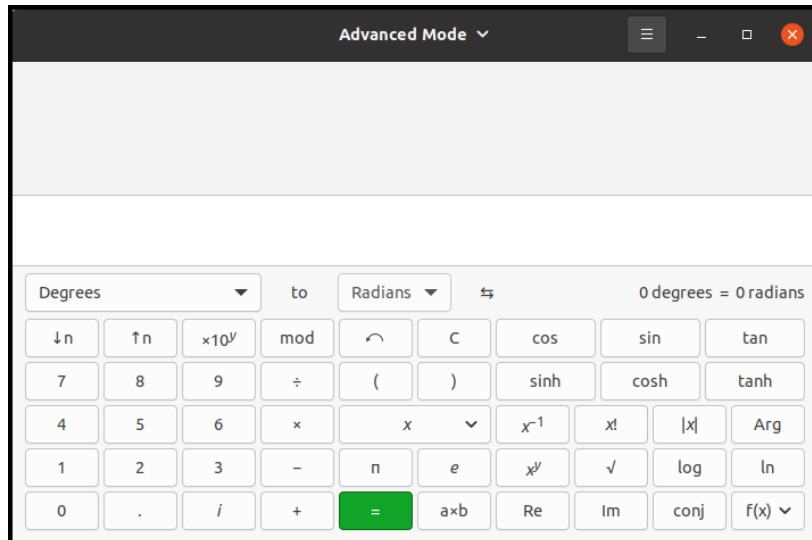 Advanced Mode
Degrees to Radians 0 degrees = 0 radians
↓n ↑n ×10ʸ mod C cos sin tan
7 8 9 ÷ ( ) sinh cosh tanh
4 5 6 × x x⁻¹ x! |x| Arg
1 2 3 − π e xʸ √ log ln
0 . i + = a×b Re Im conj f(x)